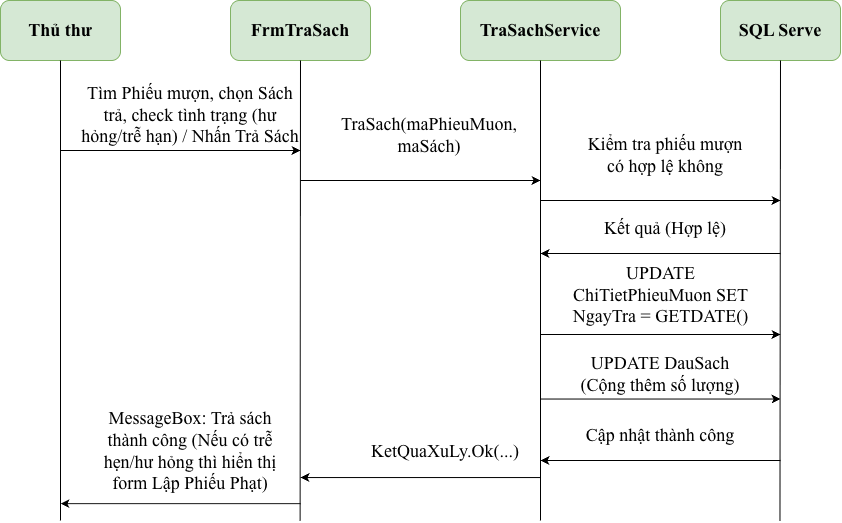 Thủ thư
FrmTraSach
TraSachService
SQL Serve
Tìm Phiếu mượn, chọn Sách
trả, check tình trạng (hư
hỏng/trễ hạn) / Nhấn Trả Sách
TraSach(maPhieuMuon,
maSách)
Kiểm tra phiếu mượn
có hợp lệ không
Kết quả (Hợp lệ)
UPDATE
ChiTietPhieuMuon SET
NgayTra = GETDATE()
UPDATE DauSach
(Cộng thêm số lượng)
Cập nhật thành công
KetQuaXuLy.Ok(...)
MessageBox: Trả sách
thành công (Nếu có trễ
hẹn/hư hỏng thì hiển thị
form Lập Phiếu Phạt)